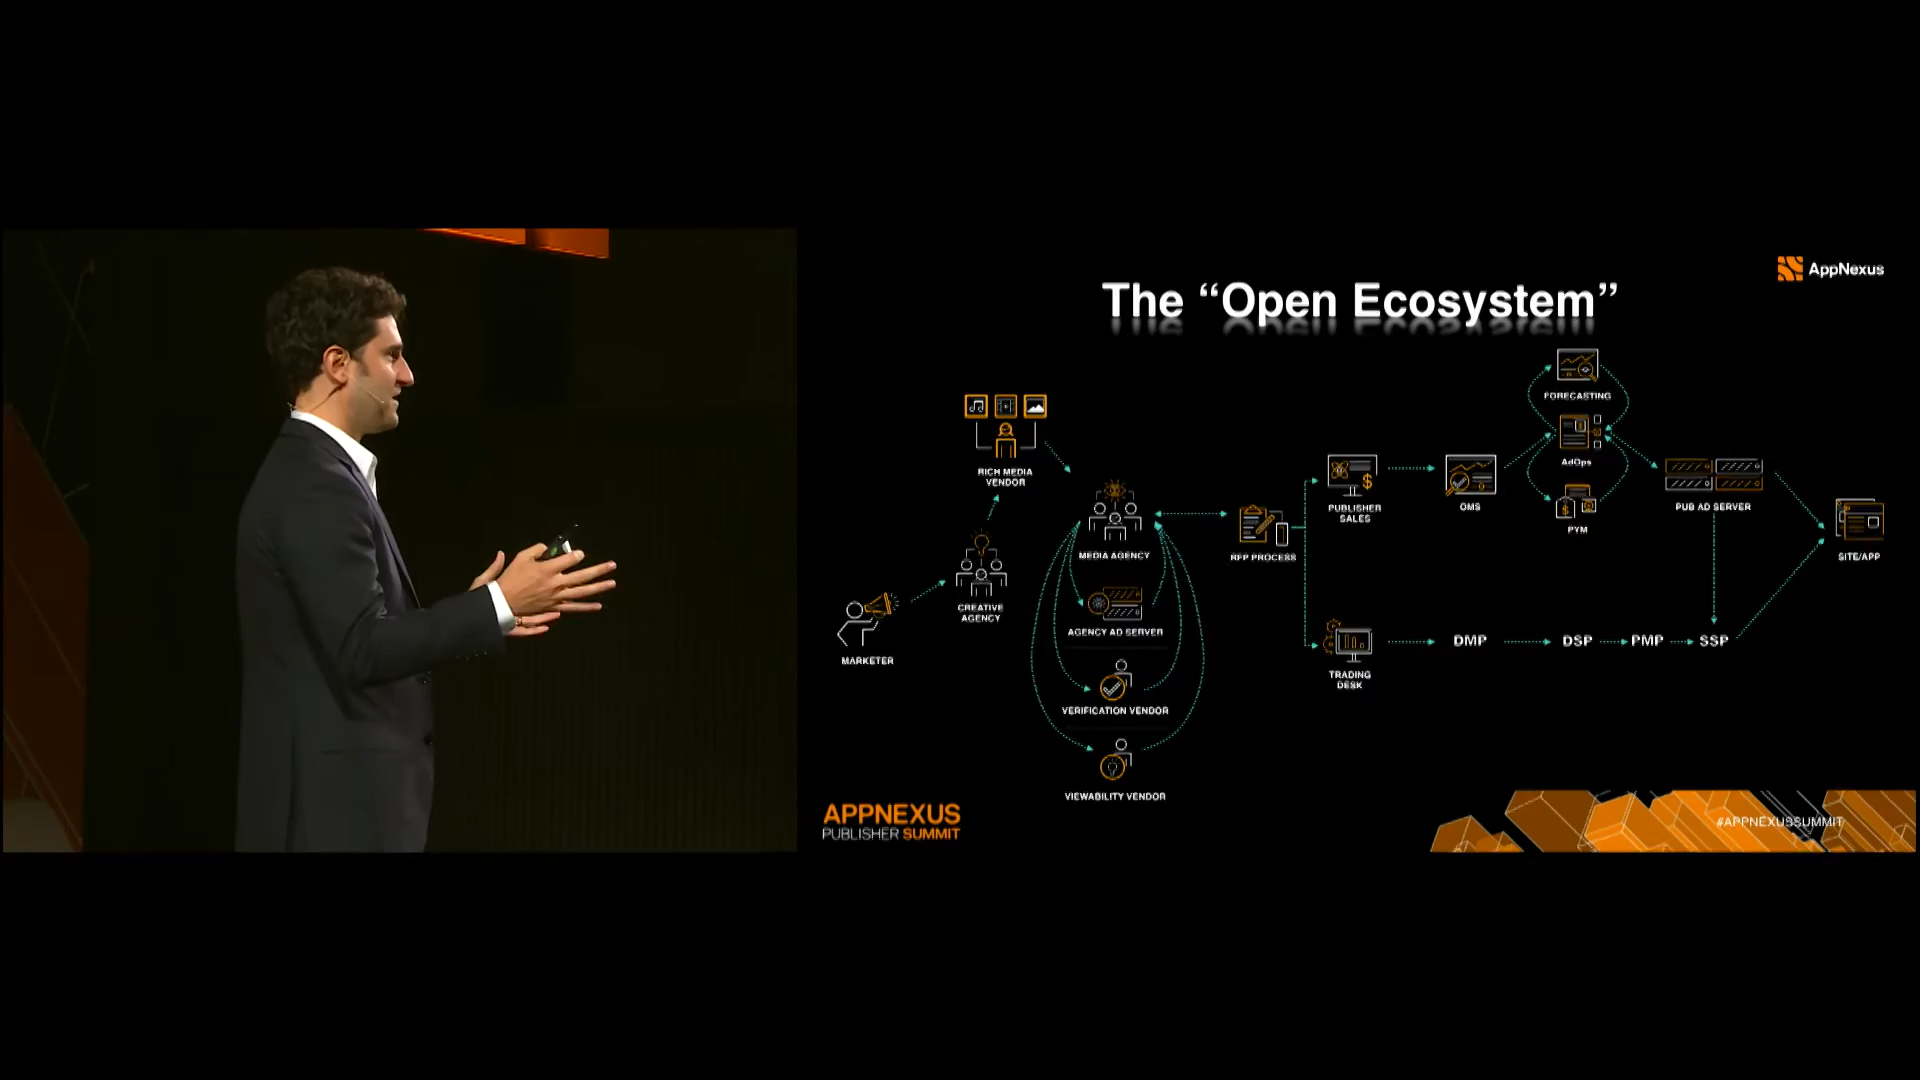 AppNexus
The “Open Ecosystem”
FORECASTING
AdOps
PYM
RICH MEDIA
VENDOR
MEDIA AGENCY
CREATIVE
AGENCY
MARKETER
AGENCY AD SERVER
VERIFICATION VENDOR
VIEWABILITY VENDOR
RFP PROCESS
PUBLISHER
SALES
OMS
PUB AD SERVER
SITE/APP
TRADING
DESK
DMP
DSP
PMP
SSP
APPNEXUS
PUBLISHER SUMMIT
#APPNEXUSSUMMIT